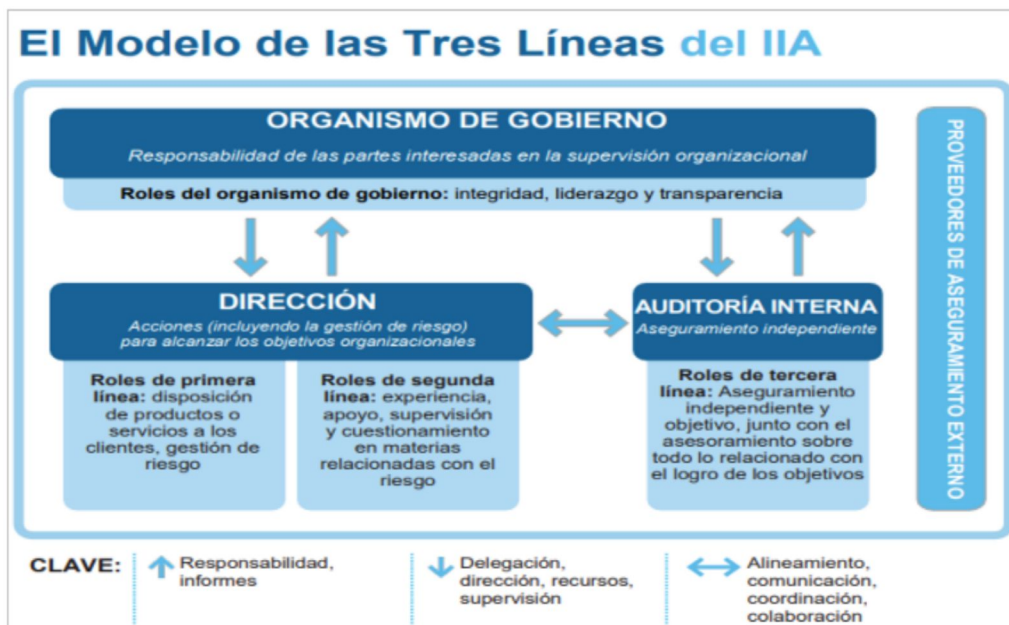 El Modelo de las Tres Líneas del IIA
ORGANISMO DE GOBIERNO
Responsabilidad de las partes interesadas en la supervisión organizacional
Roles del organismo de gobierno: integridad, liderazgo y transparencia
DIRECCIÓN
Acciones (incluyendo la gestión de riesgo)
para alcanzar los objetivos organizacionales
Roles de primera
línea: disposición
de productos o
servicios a los
clientes, gestión de
riesgo
Roles de segunda
línea: experiencia,
apoyo, supervisión
y cuestionamiento
en materias
relacionadas con el
riesgo
AUDITORÍA INTERNA
Aseguramiento independiente
Roles de tercera
línea: Aseguramiento
independiente y
objetivo, junto con el
asesoramiento sobre
todo lo relacionado con
el logro de los objetivos
PROVEEDORES DE ASEGURAMIENTO EXTERNO
CLAVE:
Responsabilidad,
informes
Delegación,
dirección, recursos,
supervisión
Alineamiento,
comunicación,
coordinación,
colaboración